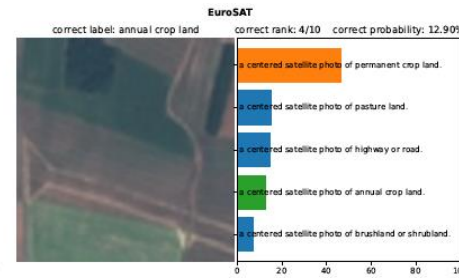 EuroSAT
correct label: annual crop land correct rank: 4/10 correct probability: 12.90%
a centered satellite photo of permanent crop land.
a centered satellite photo of pasture land.
a centered satellite photo of highway or road.
a centered satellite photo of annual crop land.
a centered satellite photo of brushland or shrubland.
0 20 40 60 80 100